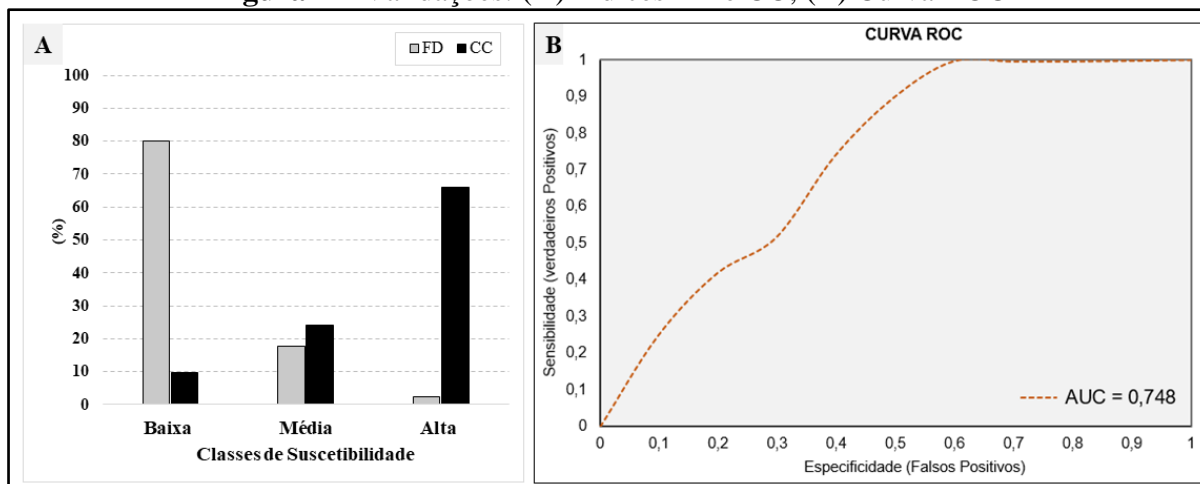 A
FD CC
100
90
80
70
60
50
40
30
20
10
0
(%)
Baixa Média Alta
Classes de Suscetibilidade
B
CURVA ROC
1
0,9
0,8
0,7
0,6
0,5
0,4
0,3
0,2
0,1
0
Sensibilidade (verdadeiros Positivos)
AUC = 0,748
0 0,1 0,2 0,3 0,4 0,5 0,6 0,7 0,8 0,9 1
Especificidade (Falsos Positivos)